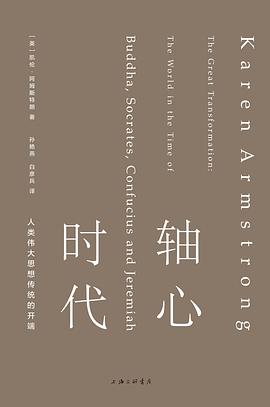 Karen Armstrong
The Great Transformation:
The World in the Time of
Buddha, Socrates, Confucius and Jeremiah
轴心
时代
人类伟大思想传统的开端
［英］凯伦·阿姆斯特朗 著
孙艳燕 白彦兵 译
上海三联书店